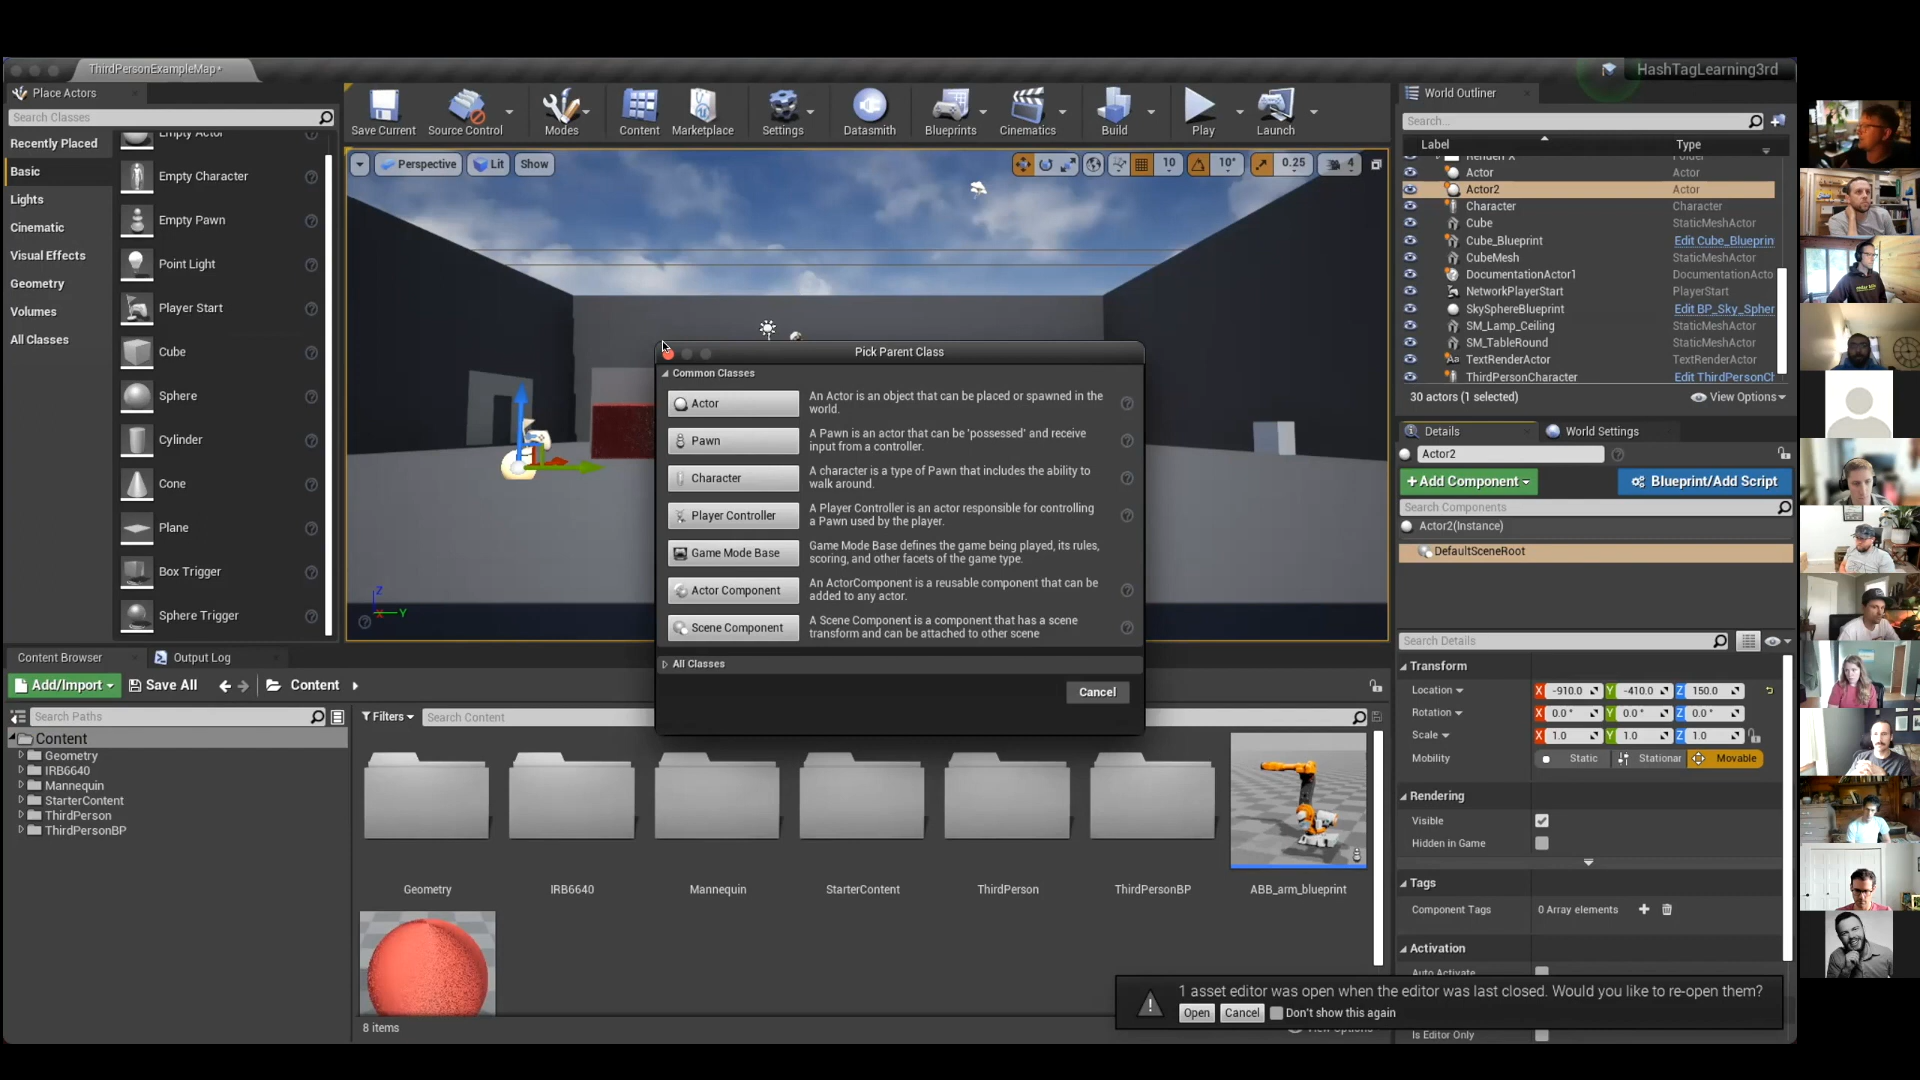 ThirdPersonExampleMap*
HashTagLearning3rd
Place Actors
Search Classes
Recently Placed
Basic
Lights
Cinematic
Visual Effects
Geometry
Volumes
All Classes
Empty Actor
Empty Character
Empty Pawn
Point Light
Player Start
Cube
Sphere
Cylinder
Cone
Plane
Box Trigger
Sphere Trigger
Save Current
Source Control
Modes
Content
Marketplace
Settings
Datasmith
Blueprints
Cinematics
Build
Play
Launch
Perspective
Lit
Show
10
10°
0.25
4
Z
X
Y
Pick Parent Class
Common Classes
Actor
An Actor is an object that can be placed or spawned in the
world.
Pawn
A Pawn is an actor that can be 'possessed' and receive
input from a controller.
Character
A character is a type of Pawn that includes the ability to
walk around.
Player Controller
A Player Controller is an actor responsible for controlling
a Pawn used by the player.
Game Mode Base
Game Mode Base defines the game being played, its rules,
scoring, and other facets of the game type.
Actor Component
An ActorComponent is a reusable component that can be
added to any actor.
Scene Component
A Scene Component is a component that has a scene
transform and can be attached to other scene
All Classes
Cancel
World Outliner
Search...
Label
Type
RenderFX
Folder
Actor
Actor
Actor2
Actor
Character
Character
Cube
StaticMeshActor
Cube_Blueprint
Edit Cube_Blueprin
CubeMesh
StaticMeshActor
DocumentationActor1
DocumentationActo
NetworkPlayerStart
PlayerStart
SkySphereBlueprint
Edit BP_Sky_Spher
SM_Lamp_Ceiling
StaticMeshActor
SM_TableRound
StaticMeshActor
TextRenderActor
TextRenderActor
ThirdPersonCharacter
Edit ThirdPersonCh
30 actors (1 selected)
View Options
Details
World Settings
Actor2
+Add Component
Blueprint/Add Script
Search Components
Actor2(Instance)
DefaultSceneRoot
Search Details
Transform
Location
X -910.0 Y -410.0 Z 150.0
Rotation
X 0.0 ° Y 0.0 ° Z 0.0 °
Scale
X 1.0 Y 1.0 Z 1.0
Mobility
Static
Stationar
Movable
Rendering
Visible
Hidden in Game
Tags
Component Tags
0 Array elements
Activation
Auto Activate
Is Editor Only
Content Browser
Output Log
Add/Import
Save All
Content
Search Paths
Filters
Search Content
Content
Geometry
IRB6640
Mannequin
StarterContent
ThirdPerson
ThirdPersonBP
Geometry
IRB6640
Mannequin
StarterContent
ThirdPerson
ThirdPersonBP
ABB_arm_blueprint
8 items
View Options
1 asset editor was open when the editor was last closed. Would you like to re-open them?
Open
Cancel
Don't show this again